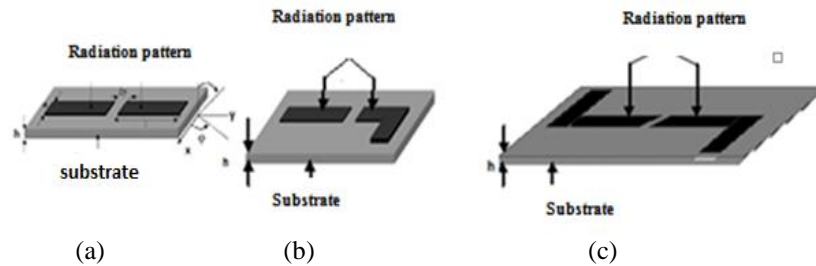 Radiation pattern
Radiation pattern
Radiation pattern
h
y
x
substrate
h
Substrate
h
Substrate
(a)
(b)
(c)